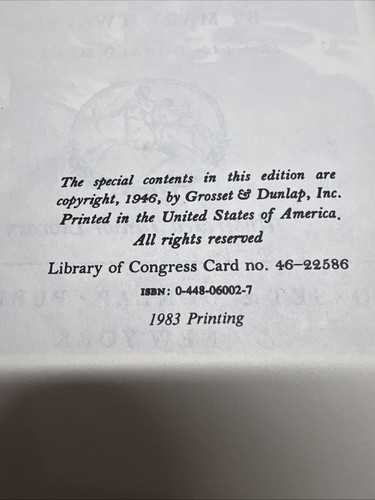 The special contents in this edition are
copyright, 1946, by Grosset & Dunlap, Inc.
Printed in the United States of America.
All rights reserved
Library of Congress Card no. 46-22586
ISBN: 0-448-06002-7
1983 Printing